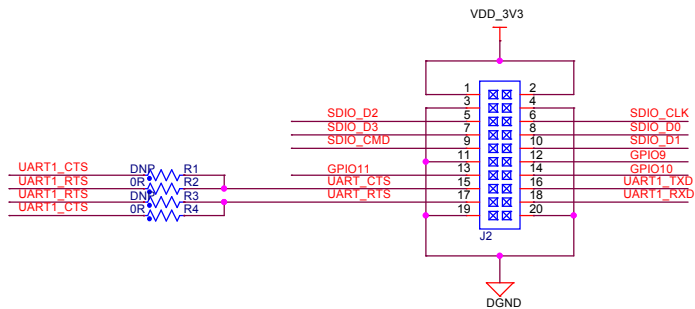 VDD_3V3
1 2
3 4
SDIO_D2 5 6 SDIO_CLK
SDIO_D3 7 8 SDIO_D0
SDIO_CMD 9 10 SDIO_D1
11 12 GPIO9
GPIO11 13 14 GPIO10
UART_CTS 15 16 UART1_TXD
UART_RTS 17 18 UART1_RXD
19 20
J2
UART1_CTS DNP R1
UART1_RTS 0R R2
UART1_RTS DNP R3
UART1_CTS 0R R4
DGND